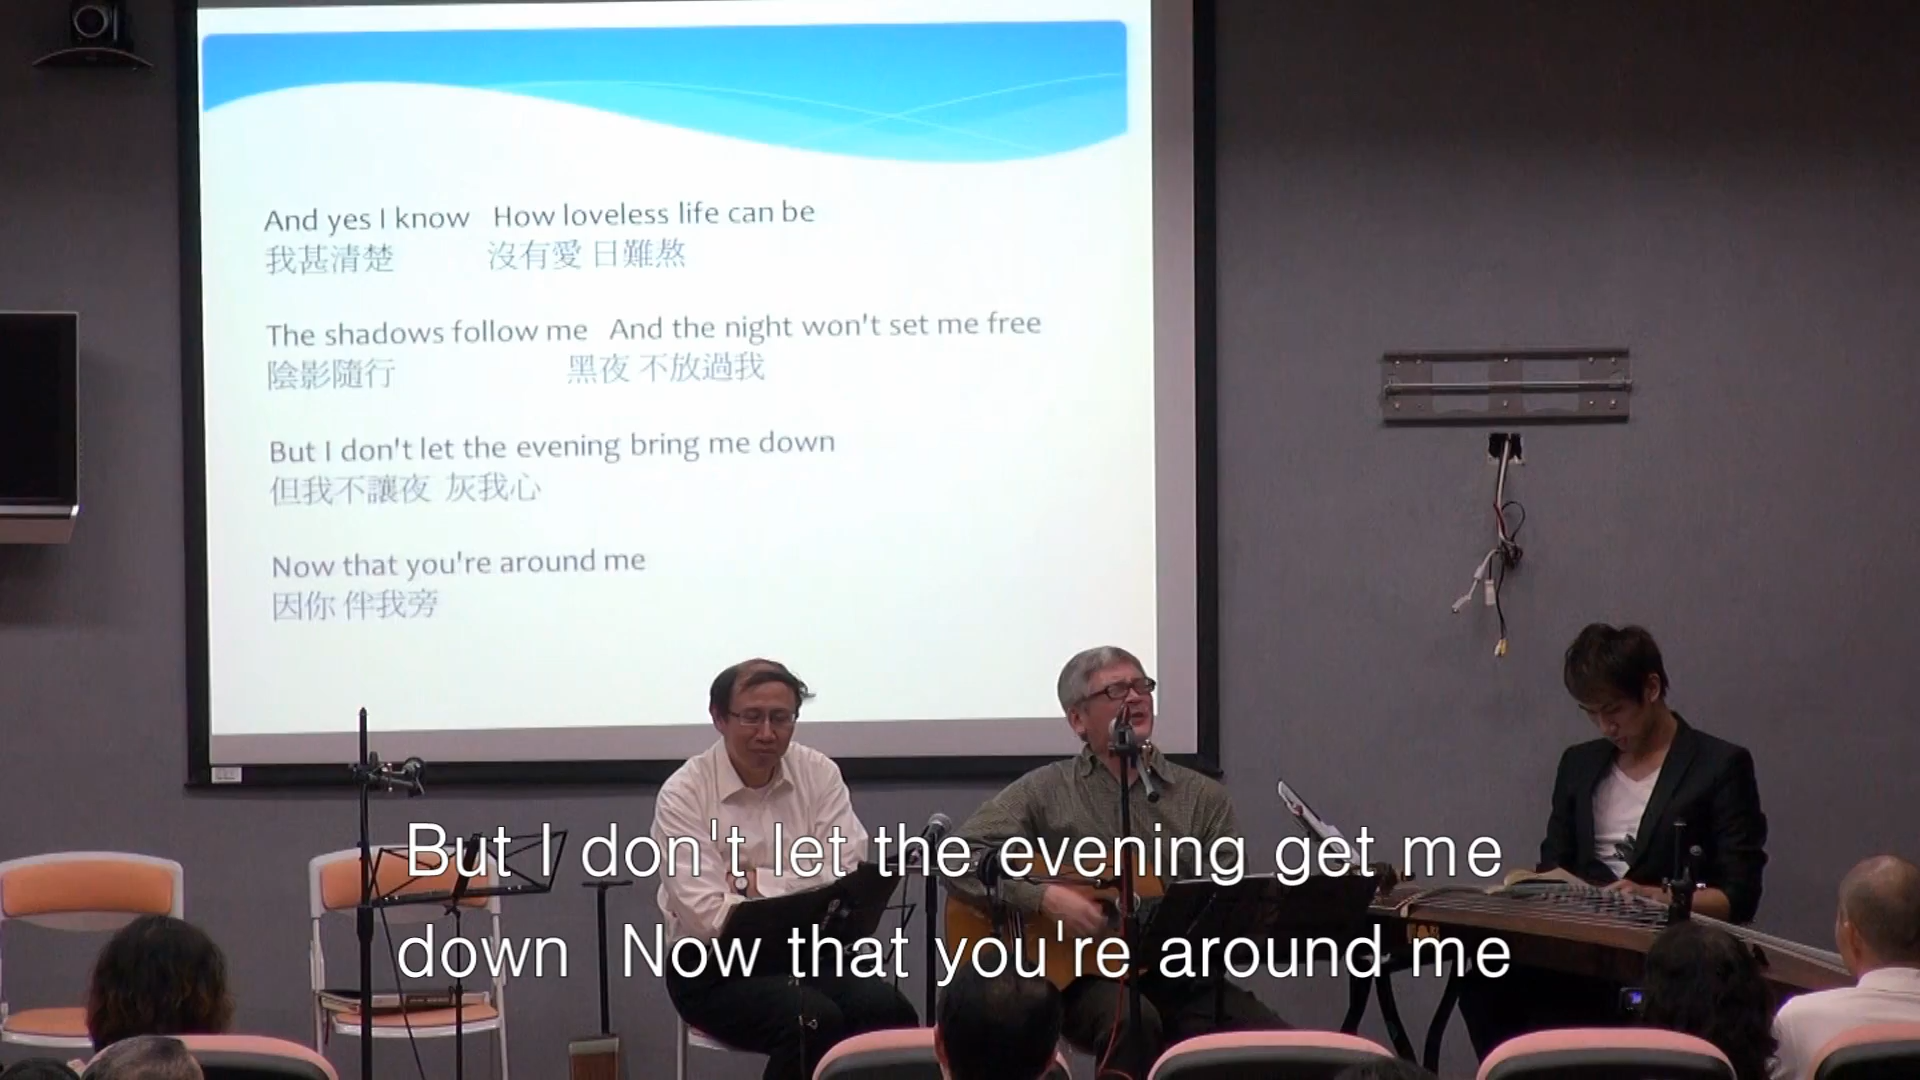 And yes I know How loveless life can be
我甚清楚 沒有愛 日難熬
The shadows follow me And the night won't set me free
陰影隨行 黑夜 不放過我
But I don't let the evening bring me down
但我不讓夜 灰我心
Now that you're around me
因你 伴我旁
But I don't let the evening get me
down Now that you're around me